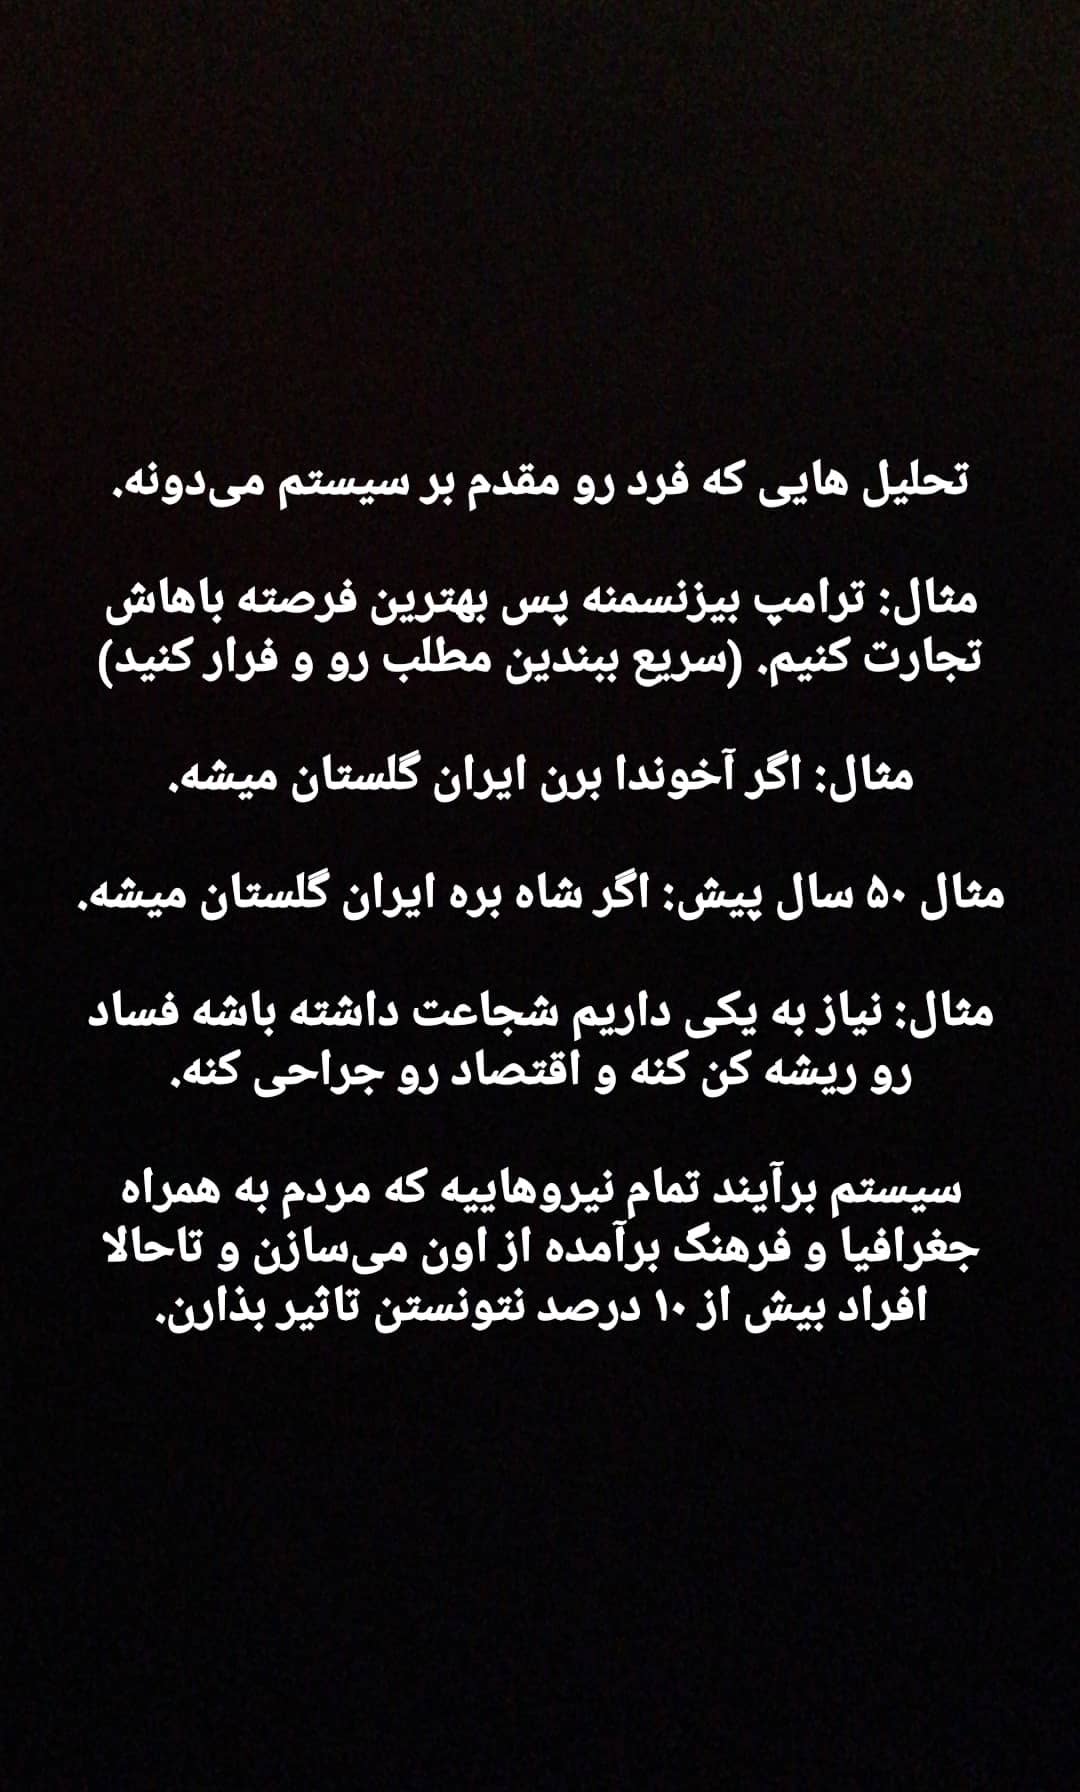 تحلیل هایی که فرد رو مقدم بر سیستم می‌دونه.
مثال: ترامپ بیزنسمنه پس بهترین فرصته باهاش
تجارت کنیم. (سریع ببندین مطلب رو و فرار کنید)
مثال: اگر آخوندا برن ایران گلستان میشه.
مثال ۵۰ سال پیش: اگر شاه بره ایران گلستان میشه.
مثال: نیاز به یکی داریم شجاعت داشته باشه فساد
رو ریشه کن کنه و اقتصاد رو جراحی کنه.
سیستم برآیند تمام نیروهاییه که مردم به همراه
جغرافیا و فرهنگ برآمده از اون می‌سازن و تاحالا
افراد بیش از ۱۰ درصد نتونستن تاثیر بذارن.